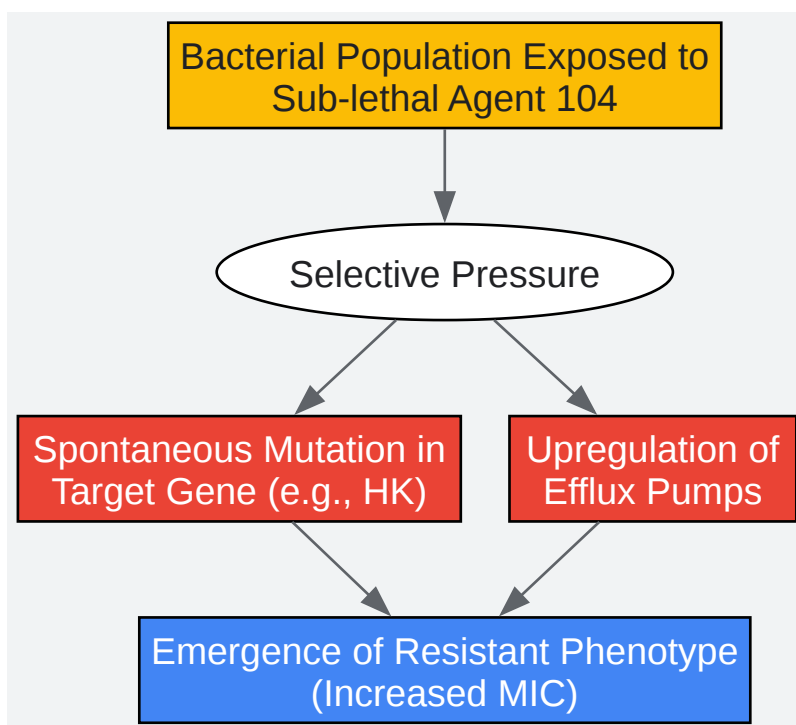 Bacterial Population Exposed to
Sub-lethal Agent 104
Selective Pressure
Spontaneous Mutation in
Target Gene (e.g., HK)
Upregulation of
Efflux Pumps
Emergence of Resistant Phenotype
(Increased MIC)